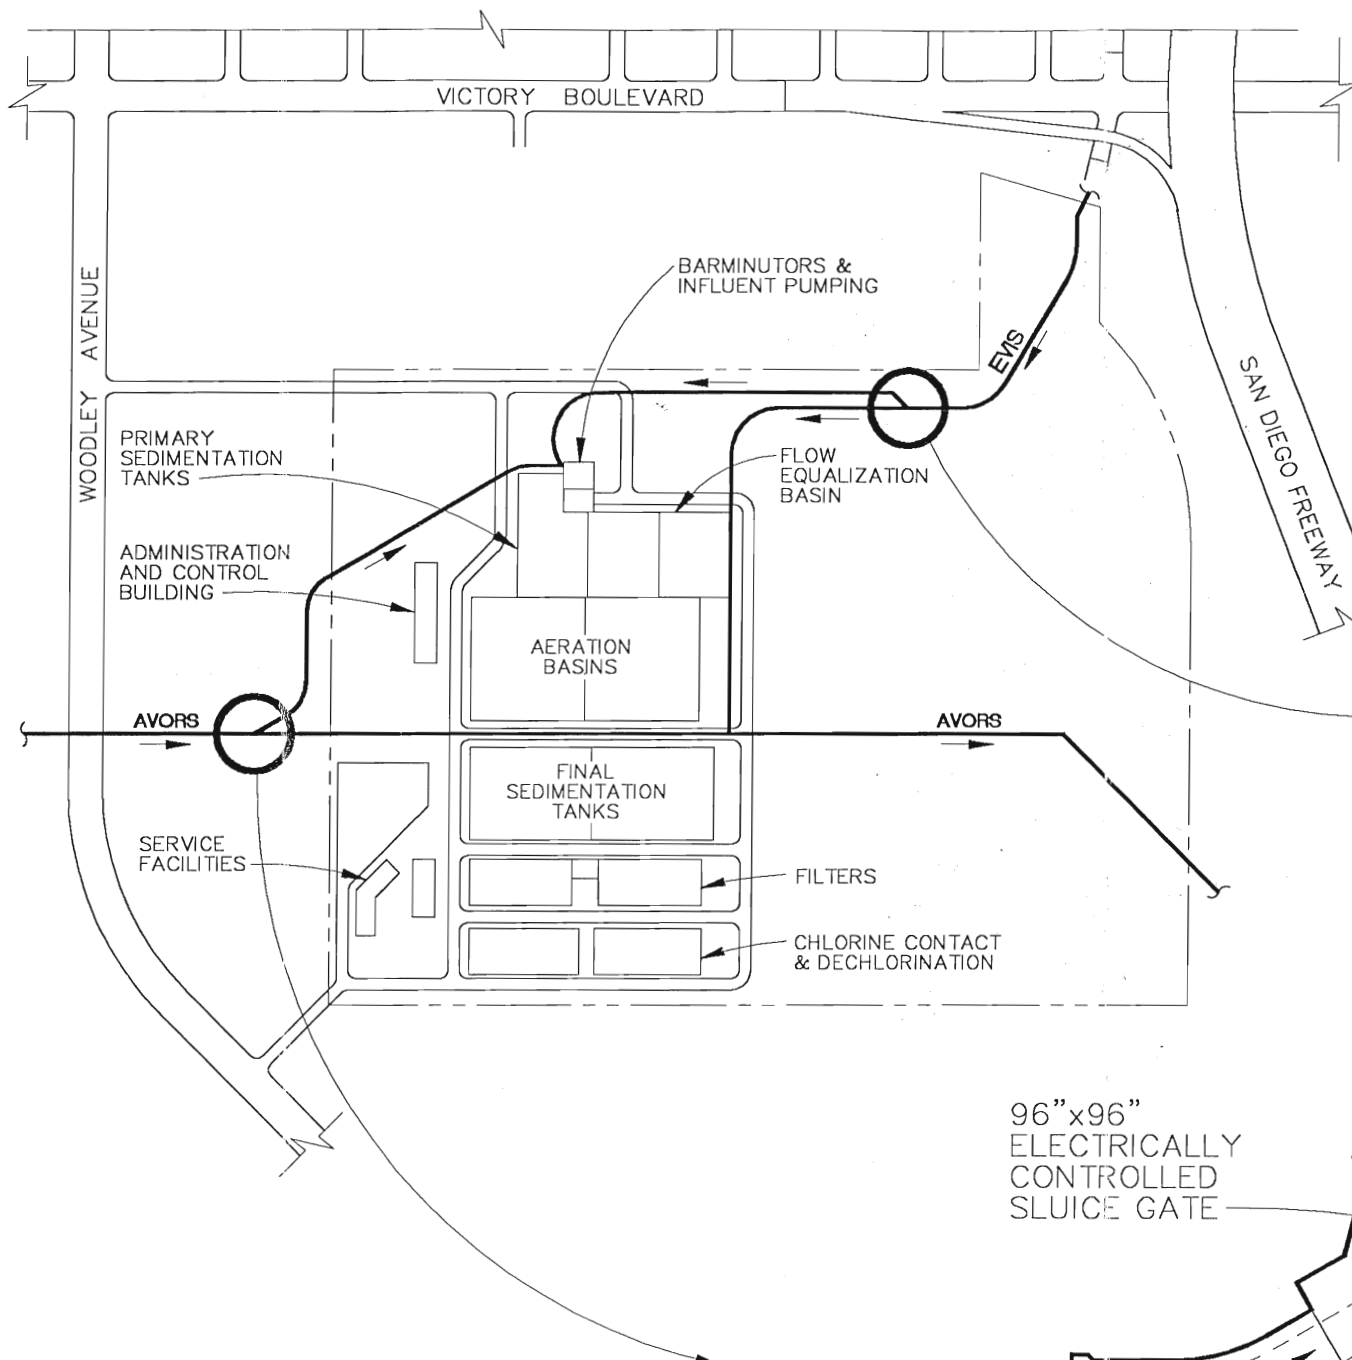 VICTORY BOULEVARD
BARMINUTORS &
INFLUENT PUMPING
WOODLEY AVENUE
EVIS
SAN DIEGO FREEWAY
PRIMARY
SEDIMENTATION
TANKS
FLOW
EQUALIZATION
BASIN
ADMINISTRATION
AND CONTROL
BUILDING
AERATION
BASINS
AVORS
AVORS
FINAL
SEDIMENTATION
TANKS
SERVICE
FACILITIES
FILTERS
CHLORINE CONTACT
& DECHLORINATION
96"x96"
ELECTRICALLY
CONTROLLED
SLUICE GATE